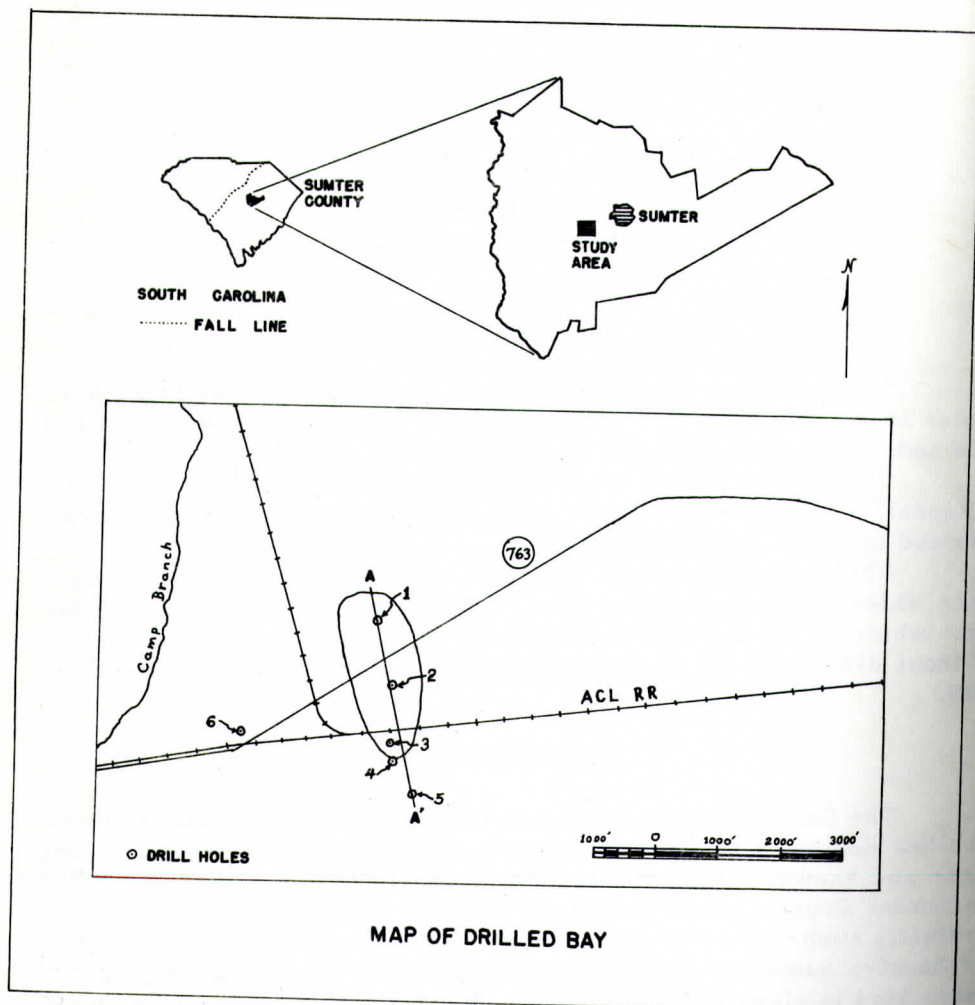 SUMTER
COUNTY
SUMTER
STUDY
AREA
N
SOUTH CAROLINA
FALL LINE
763
A
1
Camp Branch
2
ACL RR
6
3
4
5
A'
1000' 0 1000' 2000' 3000'
DRILL HOLES
MAP OF DRILLED BAY